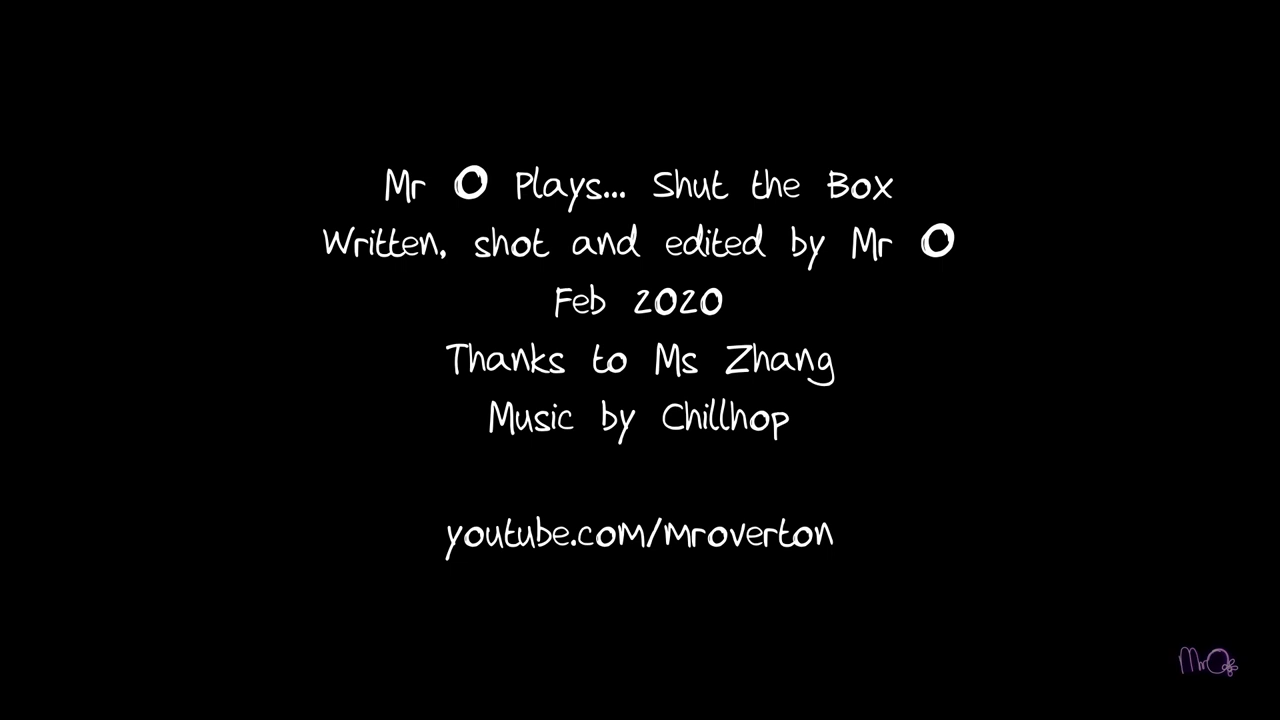 Mr O Plays... Shut the Box
Written, shot and edited by Mr O
Feb 2020
Thanks to Ms Zhang
Music by Chillhop
youtube.com/mroverton
MrO